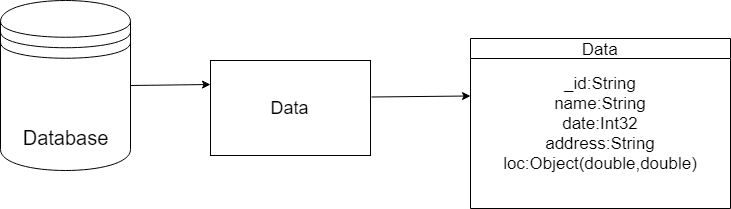 Database
Data
Data
_id:String
name:String
date:Int32
address:String
loc:Object(double,double)